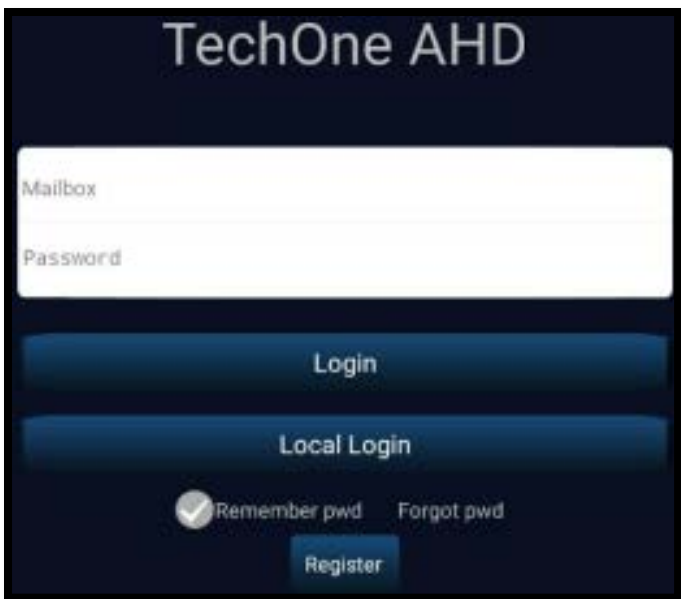 TechOne AHD
Mailbox
Password
Login
Local Login
Remember pwd Forgot pwd
Register